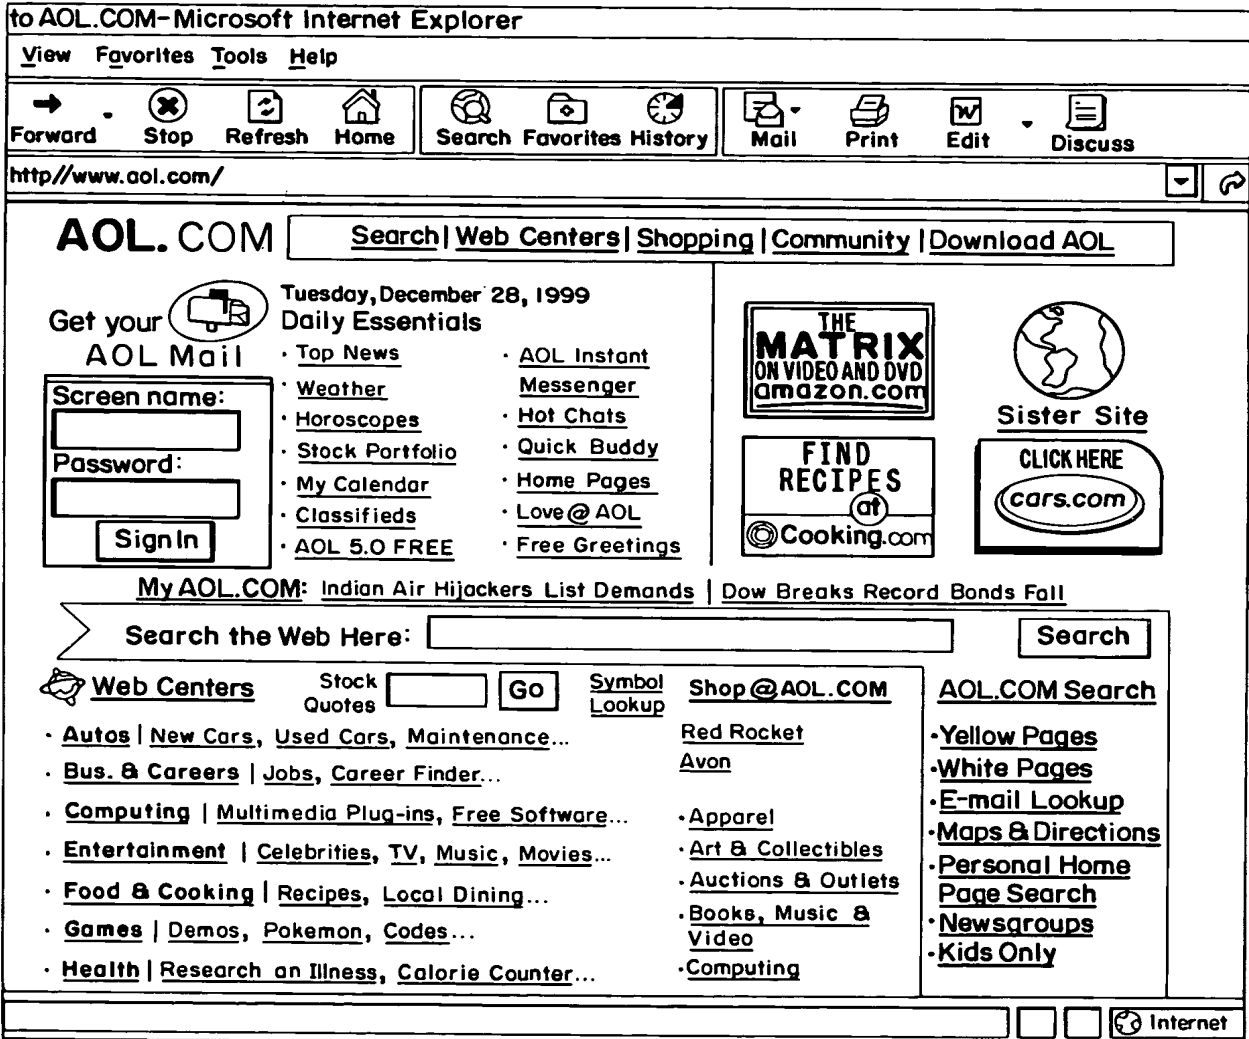 to AOL.COM-Microsoft Internet Explorer
View Favorites Tools Help
Forward Stop Refresh Home Search Favorites History Mail Print Edit Discuss
http//www.aol.com/
AOL.COM Search | Web Centers | Shopping | Community | Download AOL
Get your
AOL Mail
Screen name:
Password:
Sign In
Tuesday, December 28, 1999
Daily Essentials
· Top News
· Weather
· Horoscopes
· Stock Portfolio
· My Calendar
· Classifieds
· AOL 5.0 FREE
· AOL Instant
Messenger
· Hot Chats
· Quick Buddy
· Home Pages
· Love@AOL
· Free Greetings
THE
MATRIX
ON VIDEO AND DVD
amazon.com
Sister Site
FIND
RECIPES
at
Cooking.com
CLICK HERE
cars.com
My AOL.COM: Indian Air Hijackers List Demands | Dow Breaks Record Bonds Fall
Search the Web Here: Search
Web Centers
Stock
Quotes
Go
Symbol
Lookup
· Autos | New Cars, Used Cars, Maintenance...
· Bus. & Careers | Jobs, Career Finder...
· Computing | Multimedia Plug-ins, Free Software...
· Entertainment | Celebrities, TV, Music, Movies...
· Food & Cooking | Recipes, Local Dining...
· Games | Demos, Pokemon, Codes...
· Health | Research an Illness, Calorie Counter...
Shop@AOL.COM
Red Rocket
Avon
· Apparel
· Art & Collectibles
· Auctions & Outlets
· Books, Music &
Video
· Computing
AOL.COM Search
· Yellow Pages
· White Pages
· E-mail Lookup
· Maps & Directions
· Personal Home
Page Search
· Newsgroups
· Kids Only
Internet